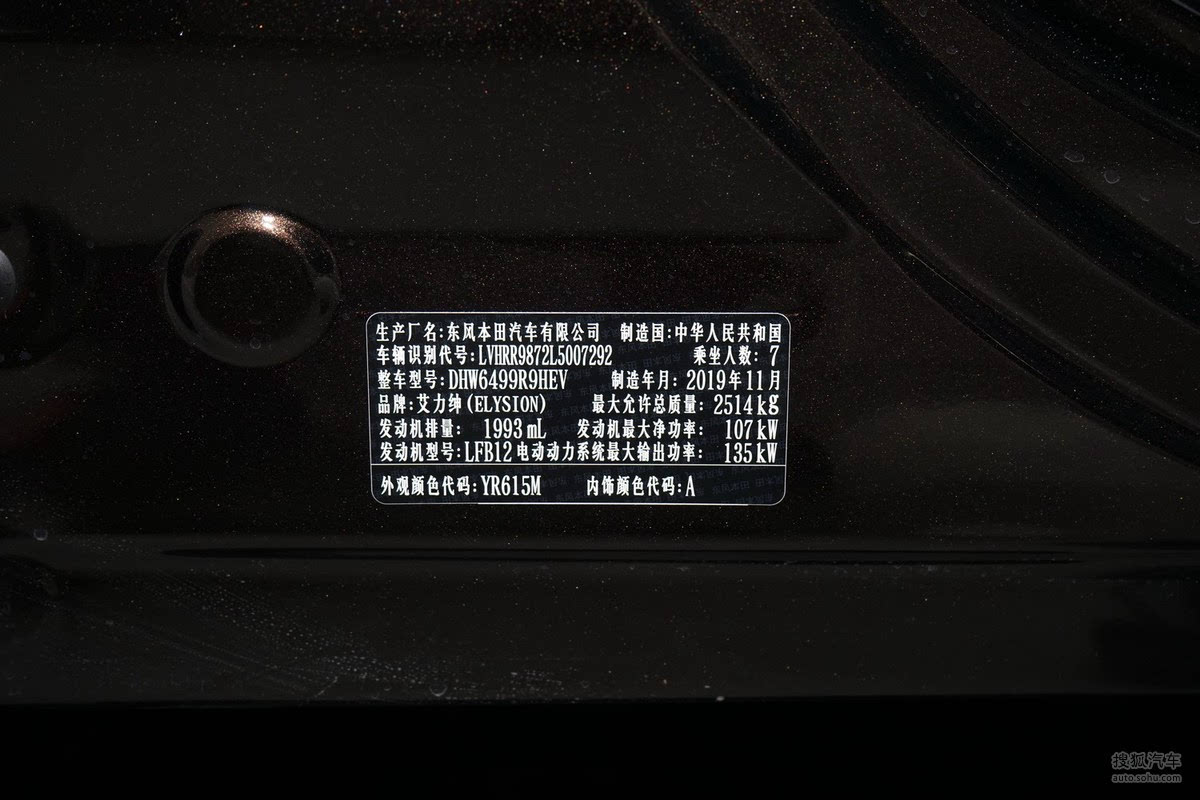 生产厂名:东风本田汽车有限公司 制造国:中华人民共和国
车辆识别代号:LVHRR9872L5007292 乘坐人数: 7
整车型号:DHW6499R9HEV 制造年月: 2019年11月
品牌:艾力绅(ELYSION) 最大允许总质量: 2514kg
发动机排量: 1993mL 发动机最大净功率: 107kW
发动机型号:LFB12 电动动力系统最大输出功率: 135kW
外观颜色代码:YR615M 内饰颜色代码:A
搜狐汽车
auto.sohu.com